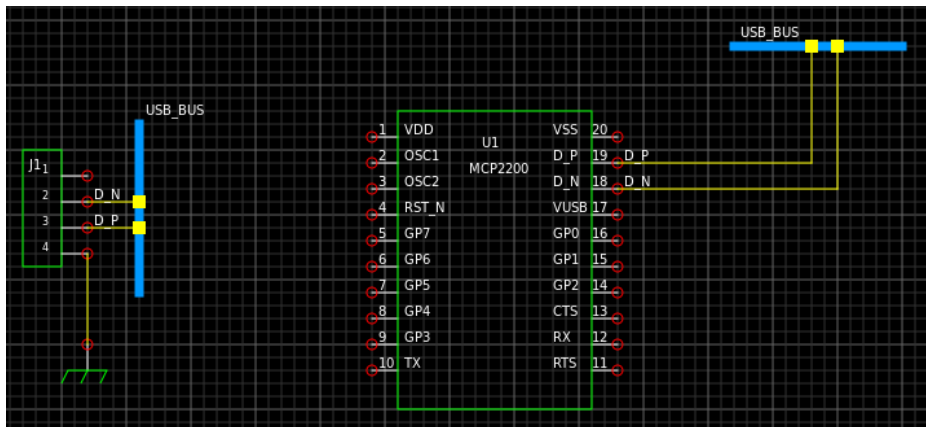 USB_BUS
USB_BUS
J1
1
2 D_N
3 D_P
4
U1
MCP2200
1 VDD
2 OSC1
3 OSC2
4 RST_N
5 GP7
6 GP6
7 GP5
8 GP4
9 GP3
10 TX
VSS 20
D_P 19 D_P
D_N 18 D_N
VUSB 17
GP0 16
GP1 15
GP2 14
CTS 13
RX 12
RTS 11